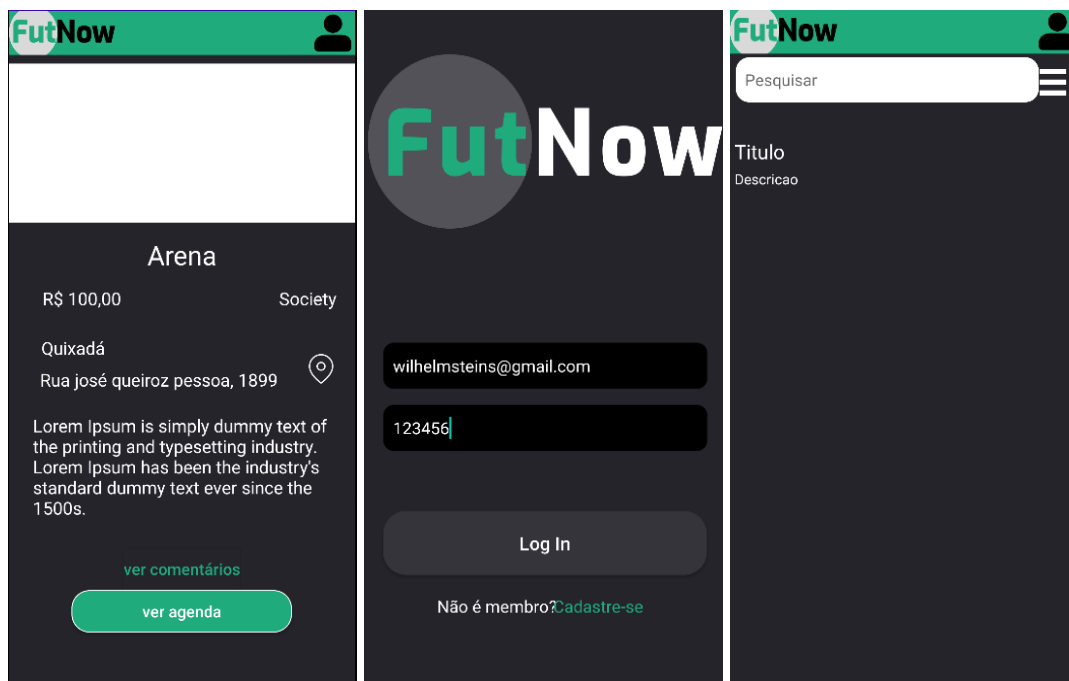 FutNow
Arena
R$ 100,00 Society
Quixadá
Rua josé queiroz pessoa, 1899
Lorem Ipsum is simply dummy text of
the printing and typesetting industry.
Lorem Ipsum has been the industry's
standard dummy text ever since the
1500s.
ver comentários
ver agenda
FutNow
wilhelmsteins@gmail.com
123456
Log In
Não é membro?Cadastre-se
FutNow
Pesquisar
Titulo
Descricao